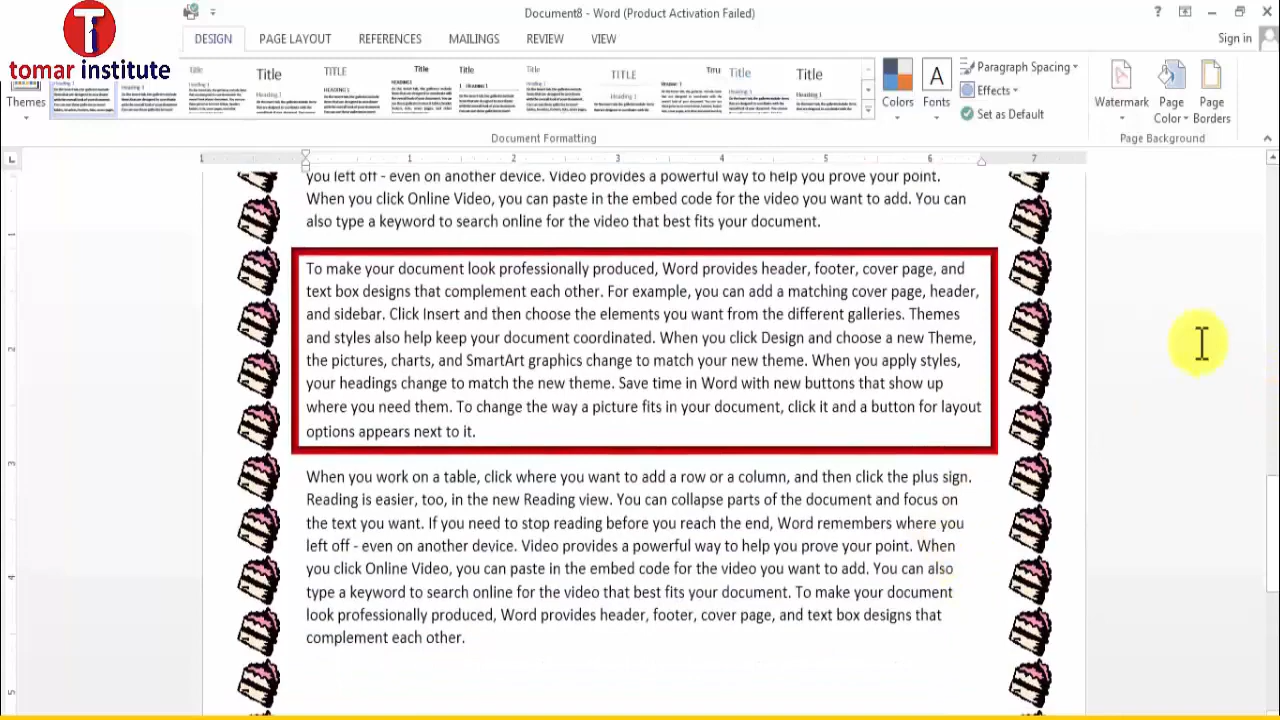 Document8 - Word (Product Activation Failed)
Sign in
T
tomar institute
DESIGN PAGE LAYOUT REFERENCES MAILINGS REVIEW VIEW
Themes
Title Title TITLE Title Title Title TITLE Title Title Title
Colors
Fonts
Paragraph Spacing
Effects
Set as Default
Watermark
Page Color
Page Borders
Document Formatting
Page Background
1 1 2 3 4 5 6 7
you left off - even on another device. Video provides a powerful way to help you prove your point.
When you click Online Video, you can paste in the embed code for the video you want to add. You can
also type a keyword to search online for the video that best fits your document.
To make your document look professionally produced, Word provides header, footer, cover page, and
text box designs that complement each other. For example, you can add a matching cover page, header,
and sidebar. Click Insert and then choose the elements you want from the different galleries. Themes
and styles also help keep your document coordinated. When you click Design and choose a new Theme,
the pictures, charts, and SmartArt graphics change to match your new theme. When you apply styles,
your headings change to match the new theme. Save time in Word with new buttons that show up
where you need them. To change the way a picture fits in your document, click it and a button for layout
options appears next to it.
When you work on a table, click where you want to add a row or a column, and then click the plus sign.
Reading is easier, too, in the new Reading view. You can collapse parts of the document and focus on
the text you want. If you need to stop reading before you reach the end, Word remembers where you
left off - even on another device. Video provides a powerful way to help you prove your point. When
you click Online Video, you can paste in the embed code for the video you want to add. You can also
type a keyword to search online for the video that best fits your document. To make your document
look professionally produced, Word provides header, footer, cover page, and text box designs that
complement each other.
1
2
3
4
5